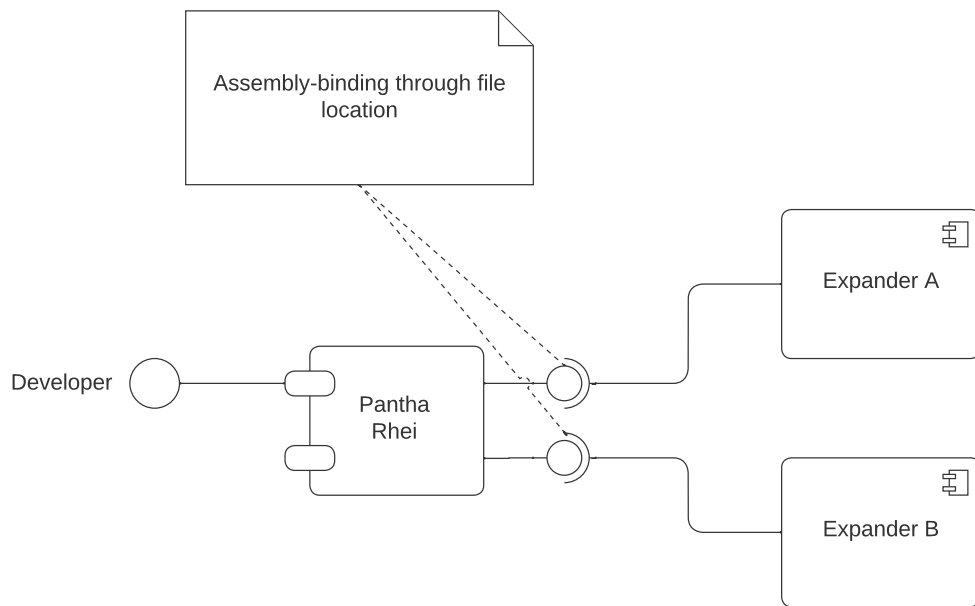 Assembly-binding through file
location
Expander A
Developer
Pantha
Rhei
Expander B